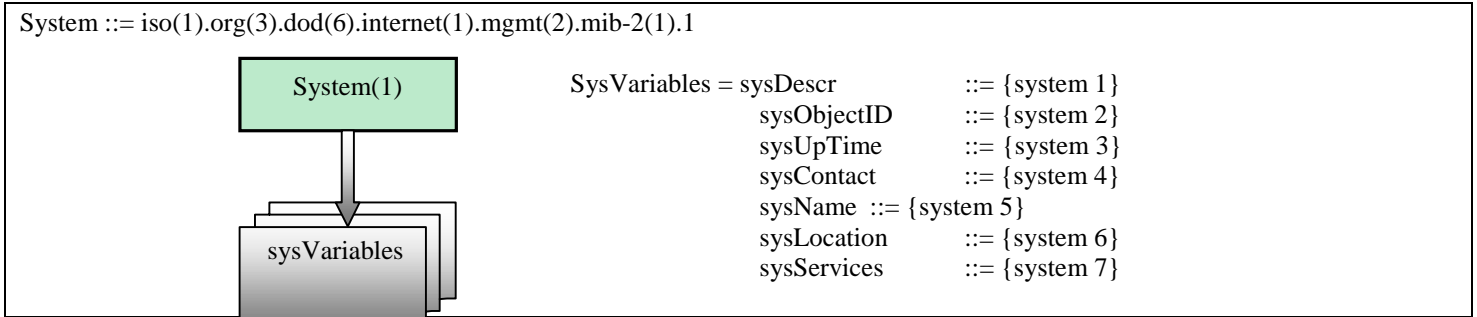 System ::= iso(1).org(3).dod(6).internet(1).mgmt(2).mib-2(1).1
System(1)
sysVariables
SysVariables = sysDescr ::= {system 1}
sysObjectID ::= {system 2}
sysUpTime ::= {system 3}
sysContact ::= {system 4}
sysName ::= {system 5}
sysLocation ::= {system 6}
sysServices ::= {system 7}